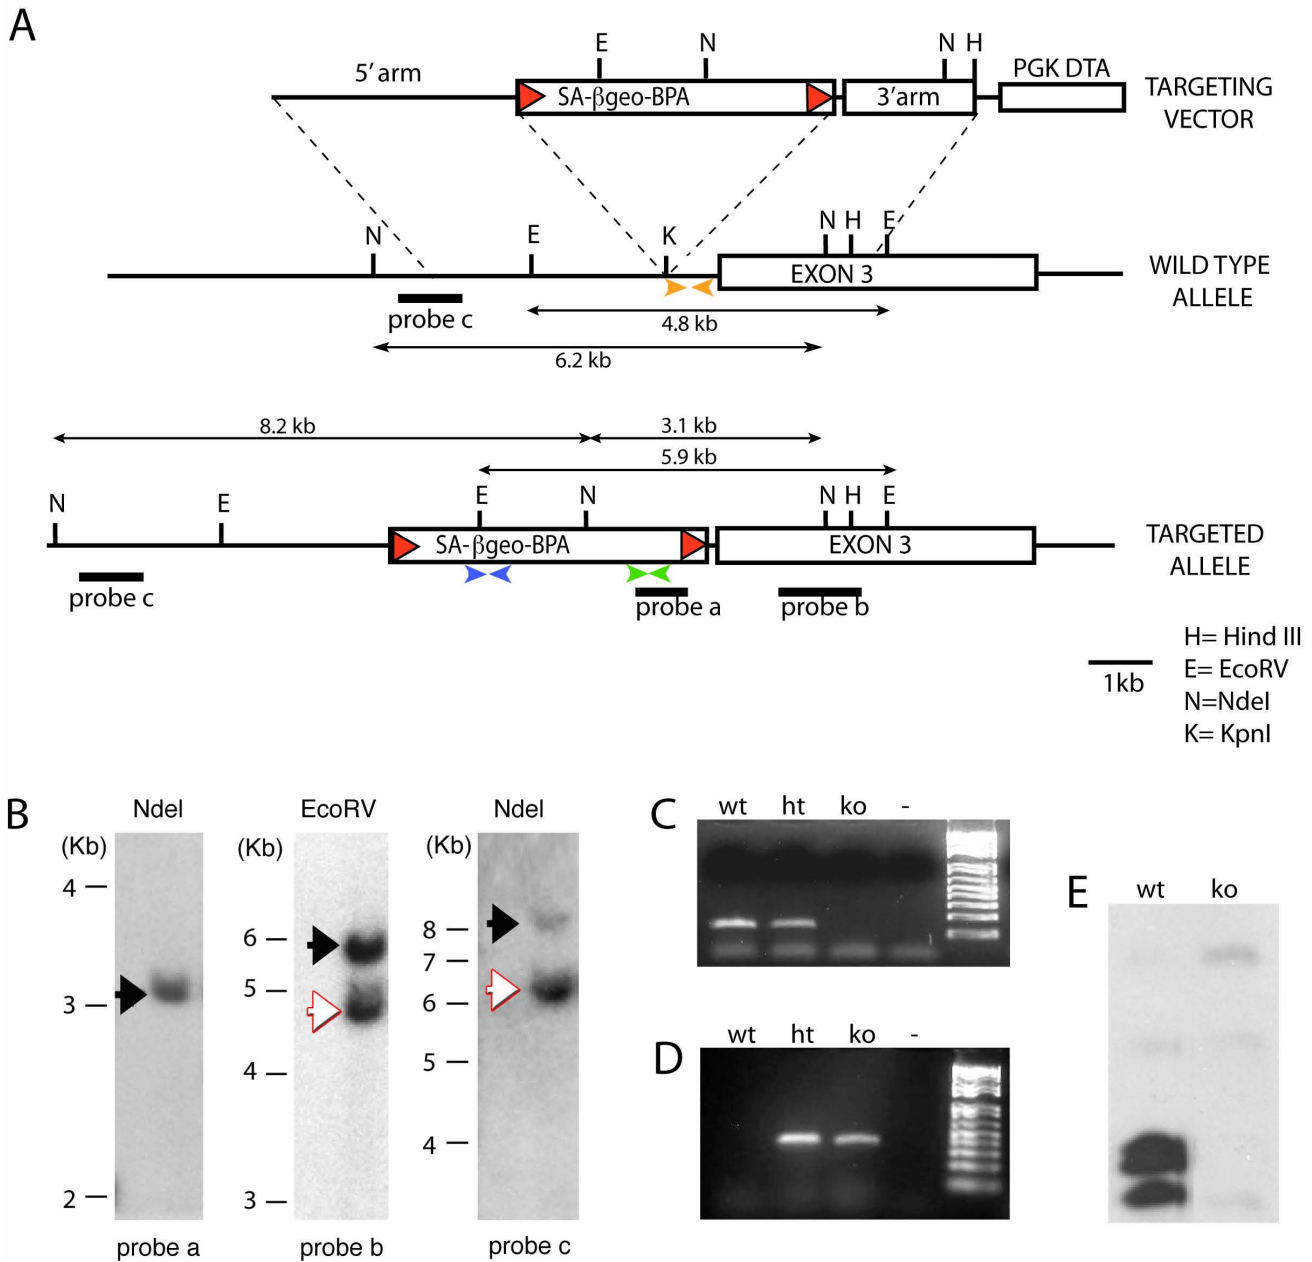 A
E N N H
5' arm
SA-βgeo-BPA
3'arm
PGK DTA
TARGETING
VECTOR
N E K N H E
EXON 3
WILD TYPE
ALLELE
probe c
4.8 kb
6.2 kb
8.2 kb 3.1 kb
5.9 kb
N E E N N H E
SA-βgeo-BPA
EXON 3
TARGETED
ALLELE
probe c
probe a
probe b
1kb
H= Hind III
E= EcoRV
N=NdeI
K= KpnI
B
NdeI
(Kb)
4
3
2
probe a
EcoRV
(Kb)
6
5
4
3
probe b
NdeI
(Kb)
8
7
6
5
4
probe c
C
wt ht ko -
D
wt ht ko -
E
wt ko